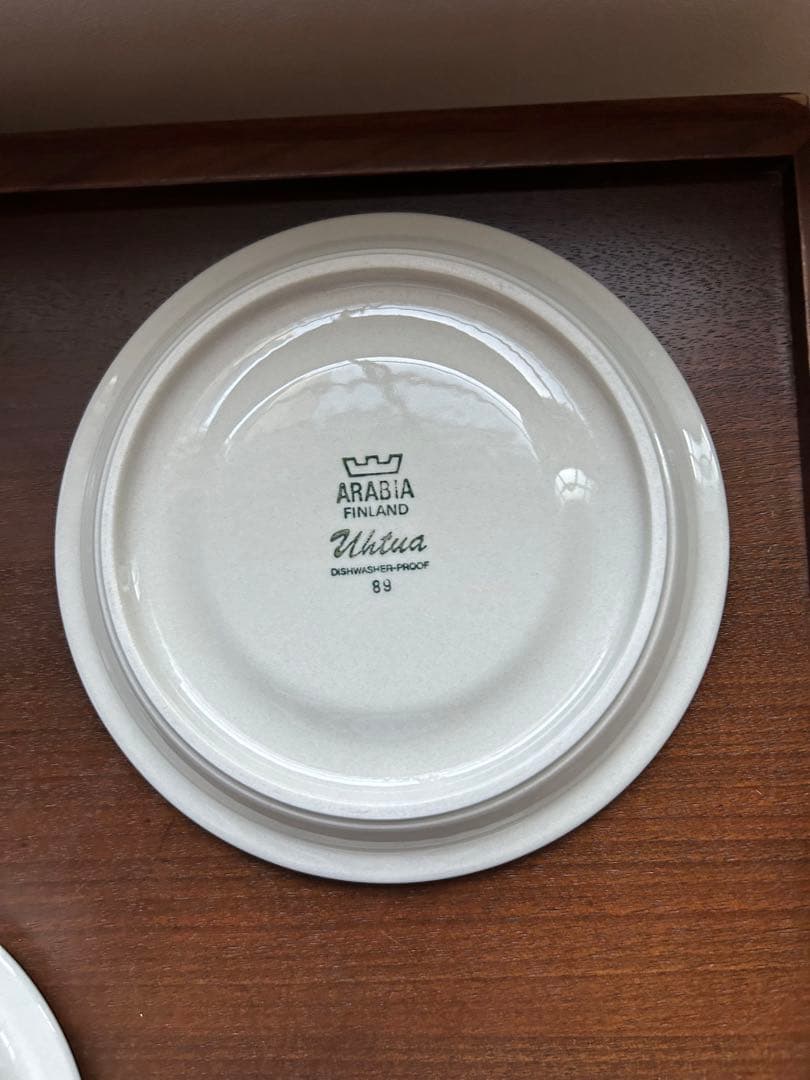 ARABIA
FINLAND
Uhtua
DISHWASHER-PROOF
89